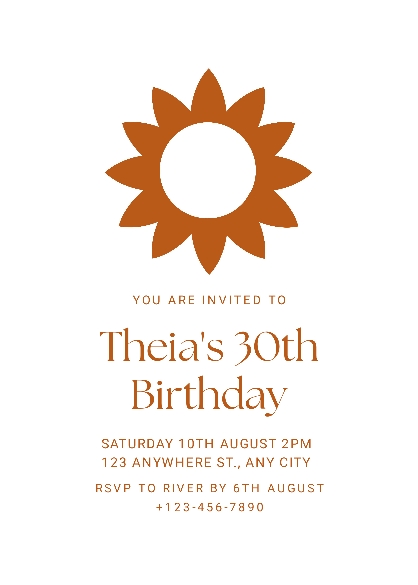 YOU ARE INVITED TO
Theia's 30th
Birthday
SATURDAY 10TH AUGUST 2PM
123 ANYWHERE ST., ANY CITY
RSVP TO RIVER BY 6TH AUGUST
+123-456-7890